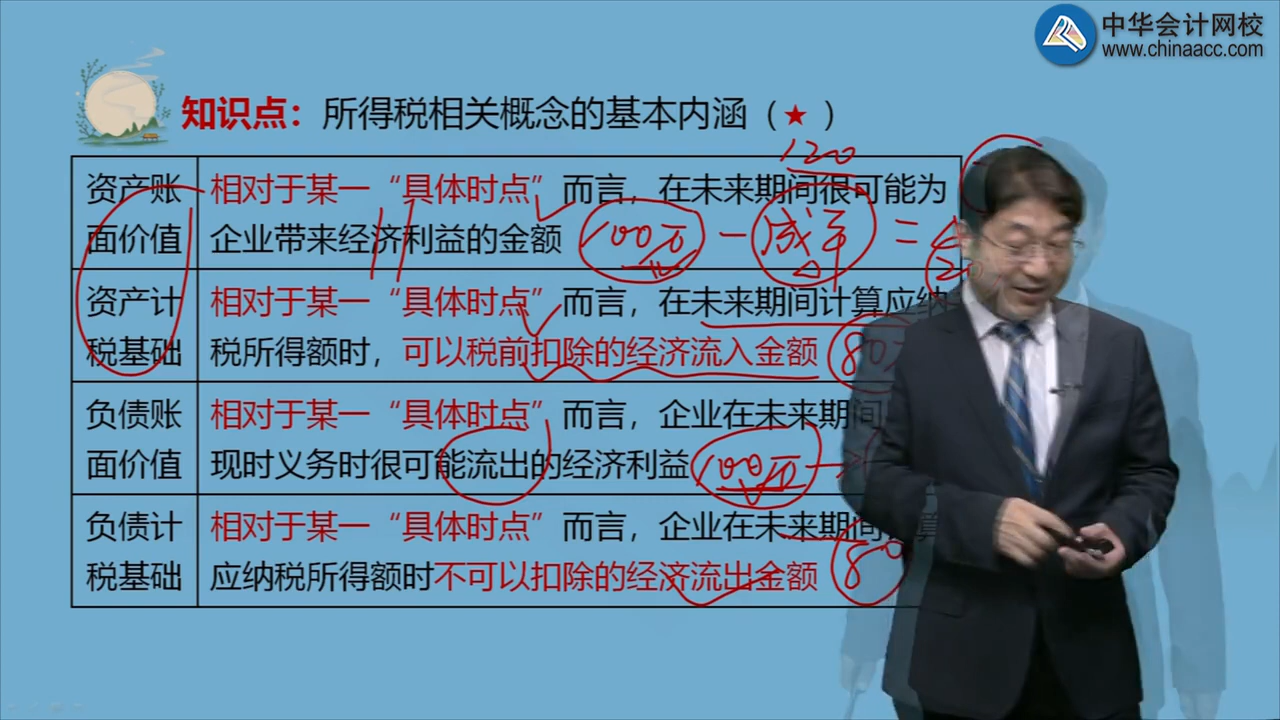 中华会计网校
www.chinaacc.com
知识点：所得税相关概念的基本内涵（★ ）
120
资产账
面价值
相对于某一“具体时点”而言，在未来期间很可能为
企业带来经济利益的金额 100万 - 成本 =
20
资产计
税基础
相对于某一“具体时点”而言，在未来期间计算应纳
税所得额时，可以税前扣除的经济流入金额 80
负债账
面价值
相对于某一“具体时点”而言，企业在未来期间
现时义务时很可能流出的经济利益 100万
负债计
税基础
相对于某一“具体时点”而言，企业在未来期间计算
应纳税所得额时不可以扣除的经济流出金额 80